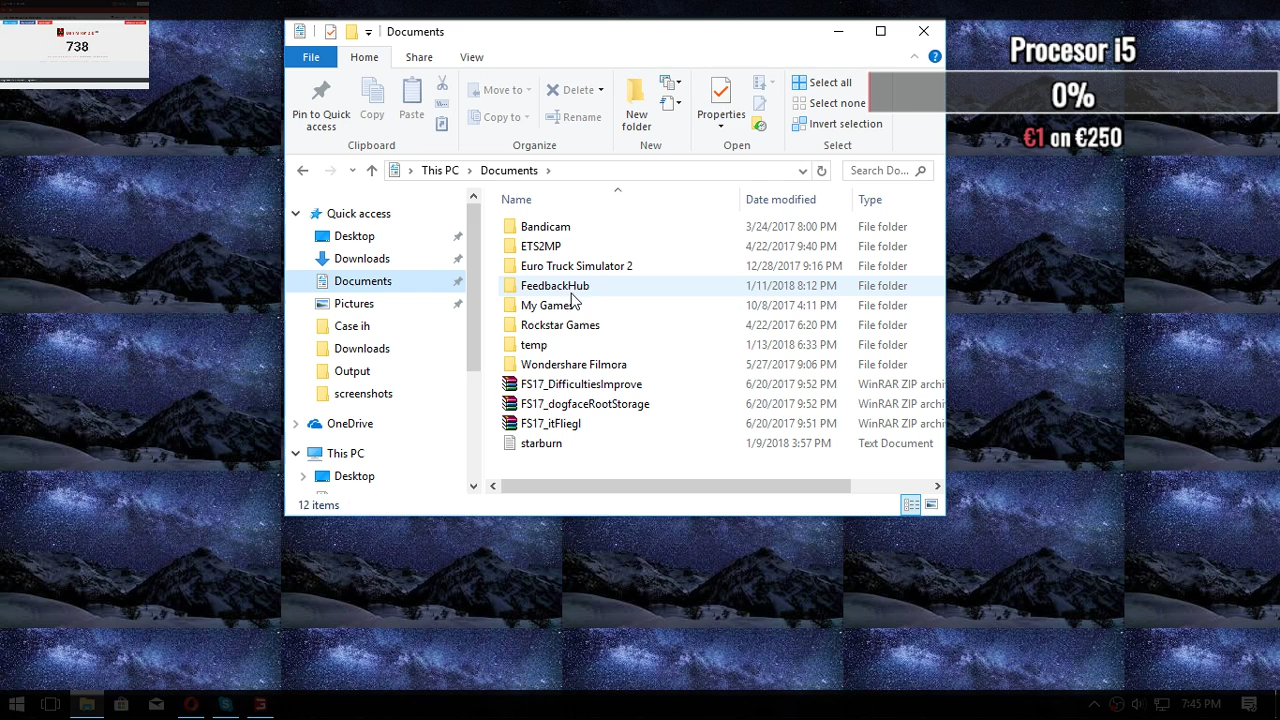 738
Documents
File Home Share View
Pin to Quick access
Copy
Paste
Clipboard
Move to
Copy to
Delete
Rename
Organize
New folder
New
Properties
Open
Select all
Select none
Invert selection
Select
Procesor i5
0%
€1 on €250
This PC Documents
Search Do...
Quick access
Desktop
Downloads
Documents
Pictures
Case ih
Downloads
Output
screenshots
OneDrive
This PC
Desktop
Name Date modified Type
Bandicam 3/24/2017 8:00 PM File folder
ETS2MP 4/22/2017 9:40 PM File folder
Euro Truck Simulator 2 12/28/2017 9:16 PM File folder
FeedbackHub 1/11/2018 8:12 PM File folder
My Games 10/8/2017 4:11 PM File folder
Rockstar Games 4/22/2017 6:20 PM File folder
temp 1/13/2018 6:33 PM File folder
Wondershare Filmora 5/27/2017 9:06 PM File folder
FS17_DifficultiesImprove 6/20/2017 9:52 PM WinRAR ZIP archi
FS17_dogfaceRootStorage 6/20/2017 9:52 PM WinRAR ZIP archi
FS17_itFliegl 6/20/2017 9:51 PM WinRAR ZIP archi
starburn 1/9/2018 3:57 PM Text Document
12 items
7:45 PM